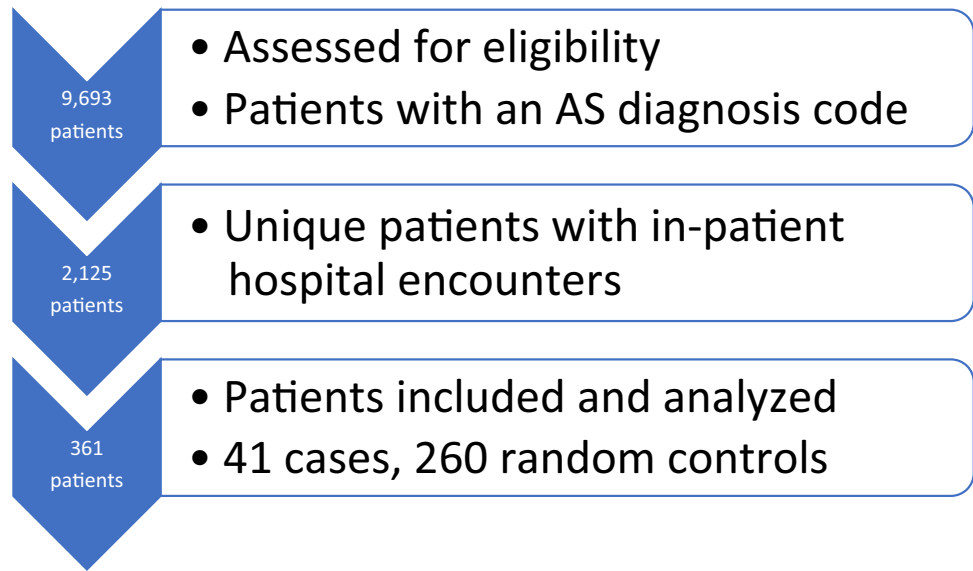 9,693
patients
• Assessed for eligibility
• Patients with an AS diagnosis code
2,125
patients
• Unique patients with in-patient
hospital encounters
361
patients
• Patients included and analyzed
• 41 cases, 260 random controls